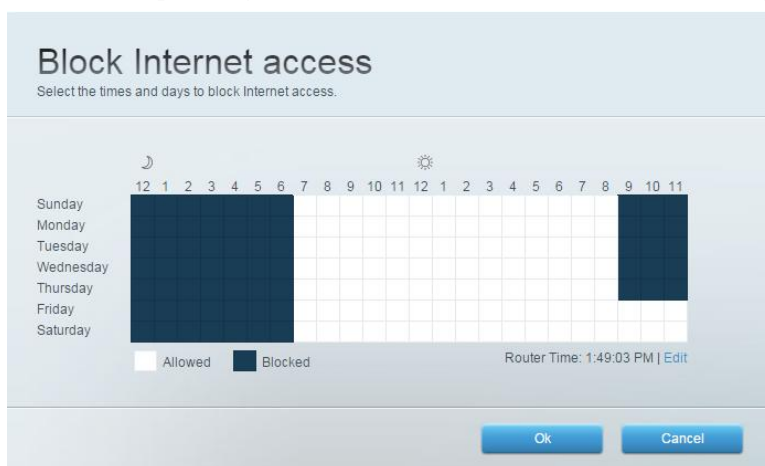 Block Internet access
Select the times and days to block Internet access.
12 1 2 3 4 5 6 7 8 9 10 11 12 1 2 3 4 5 6 7 8 9 10 11
Sunday
Monday
Tuesday
Wednesday
Thursday
Friday
Saturday
Allowed Blocked Router Time: 1:49:03 PM | Edit
Ok Cancel